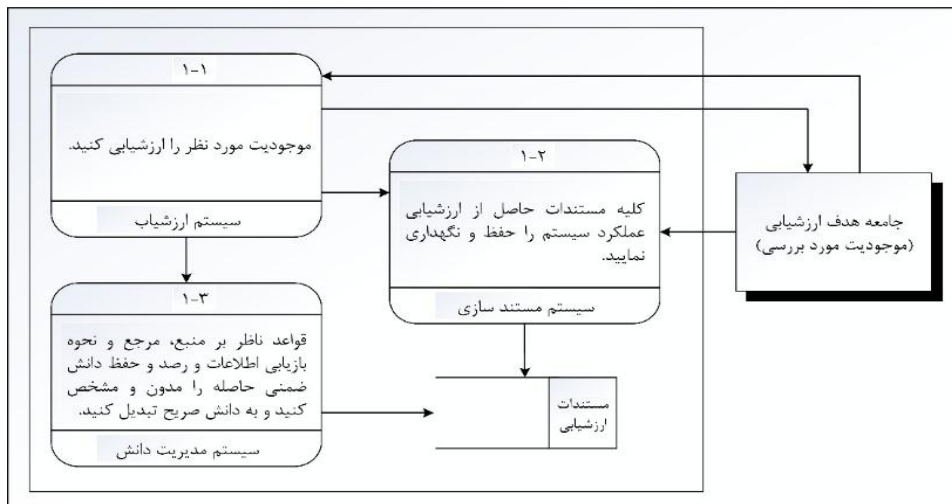 ۱-۱
موجودیت مورد نظر را ارزشیابی کنید.
سیستم ارزشیاب
۱-۲
کلیه مستندات حاصل از ارزشیابی
عملکرد سیستم را حفظ و نگهداری
نمایید.
سیستم مستند سازی
جامعه هدف ارزشیابی
(موجودیت مورد بررسی)
۱-۳
قواعد ناظر بر منبع، مرجع و نحوه
بازیابی اطلاعات و رصد و حفظ دانش
ضمنی حاصله را مدون و مشخص
کنید و به دانش صریح تبدیل کنید.
سیستم مدیریت دانش
مستندات
ارزشیابی